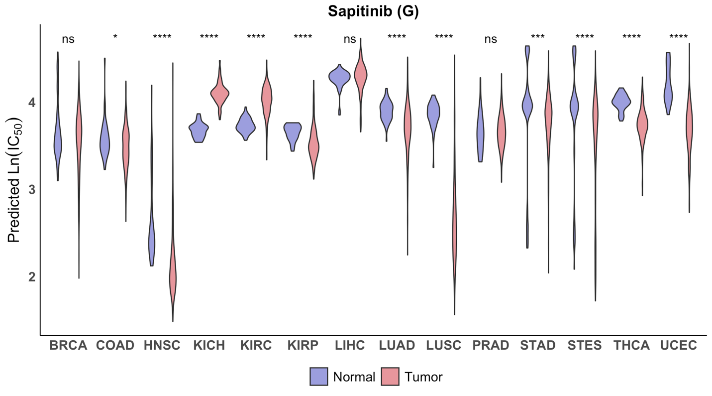 Sapitinib (G)
ns * **** **** **** **** ns **** **** ns *** **** **** ****
Predicted Ln(IC50)
4
3
2
BRCA COAD HNSC KICH KIRC KIRP LIHC LUAD LUSC PRAD STAD STES THCA UCEC
Normal Tumor